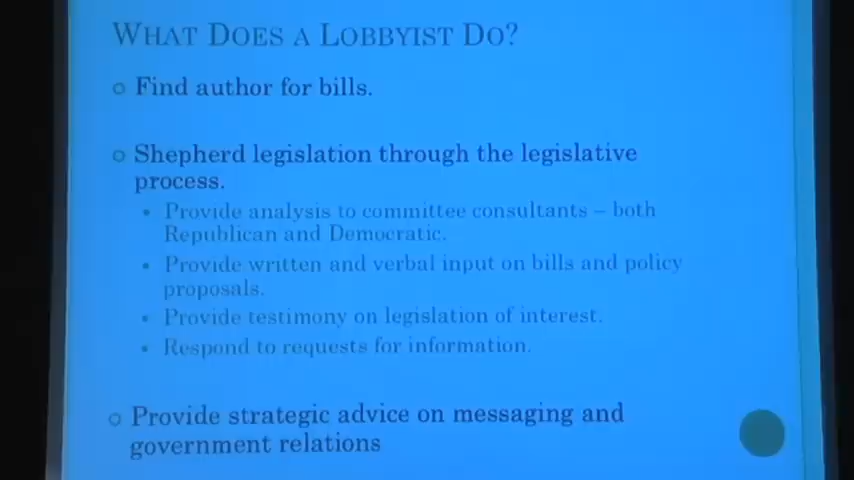 WHAT DOES A LOBBYIST DO?
Find author for bills.
Shepherd legislation through the legislative
process.
Provide analysis to committee consultants – both
Republican and Democratic.
Provide written and verbal input on bills and policy
proposals.
Provide testimony on legislation of interest.
Respond to requests for information.
Provide strategic advice on messaging and
government relations